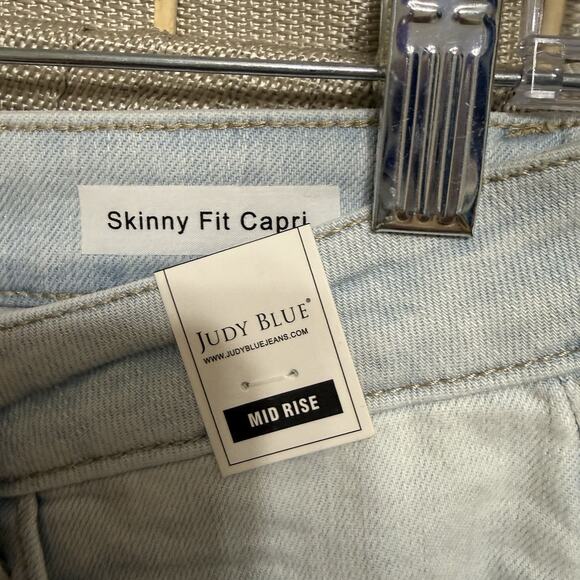 Skinny Fit Capri
JUDY BLUE®
WWW.JUDYBLUEJEANS.COM
MID RISE